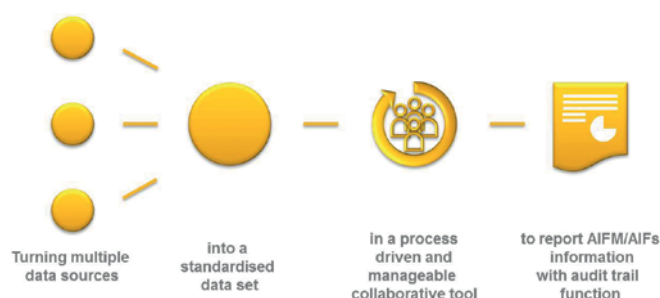 Turning multiple
data sources
into a
standardised
data set
in a process
driven and
manageable
collaborative tool
to report AIFM/AIFs
information
with audit trail
function